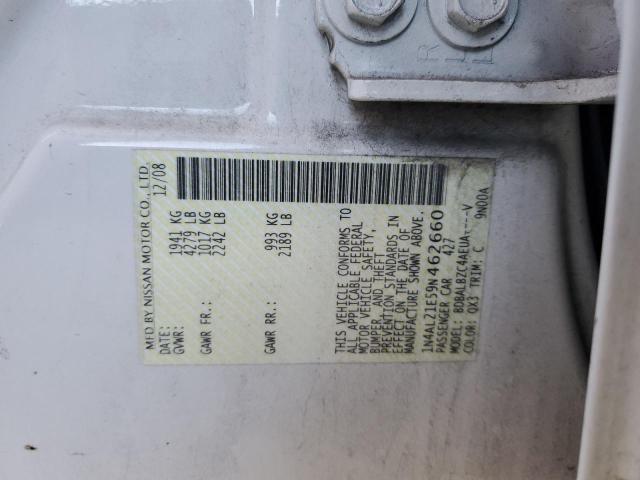 MFD BY NISSAN MOTOR CO., LTD.
DATE: 12/08
GVWR: 1941 KG
4279 LB
GAWR FR.: 1017 KG
2242 LB
GAWR RR.: 993 KG
2189 LB
THIS VEHICLE CONFORMS TO
ALL APPLICABLE FEDERAL
MOTOR VEHICLE SAFETY,
BUMPER, AND THEFT
PREVENTION STANDARDS IN
EFFECT ON THE DATE OF
MANUFACTURE SHOWN ABOVE.
1N4AL21E59N462660
PASSENGER CAR 427
MODEL: BDBALBZC4AEUA----V
COLOR: QX3 TRIM: C 9N00A